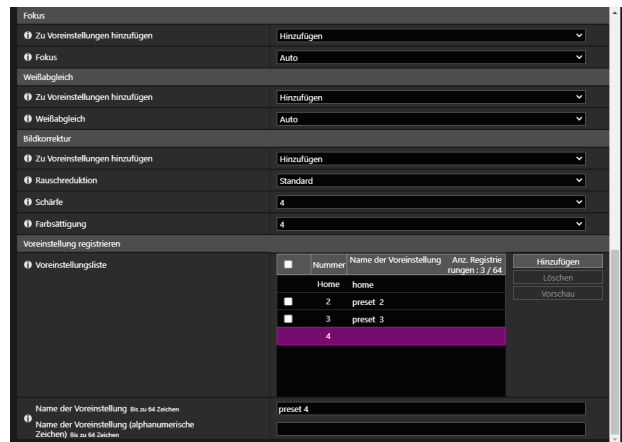 Fokus
Zu Voreinstellungen hinzufügen Hinzufügen
Fokus Auto
Weißabgleich
Zu Voreinstellungen hinzufügen Hinzufügen
Weißabgleich Auto
Bildkorrektur
Zu Voreinstellungen hinzufügen Hinzufügen
Rauschreduktion Standard
Schärfe 4
Farbsättigung 4
Voreinstellung registrieren
Voreinstellungsliste
Nummer Name der Voreinstellung Anz. Registrie
rungen : 3 / 64
Home home
2 preset 2
3 preset 3
4
Hinzufügen
Löschen
Vorschau
Name der Voreinstellung Bis zu 64 Zeichen preset 4
Name der Voreinstellung (alphanumerische
Zeichen) Bis zu 64 Zeichen